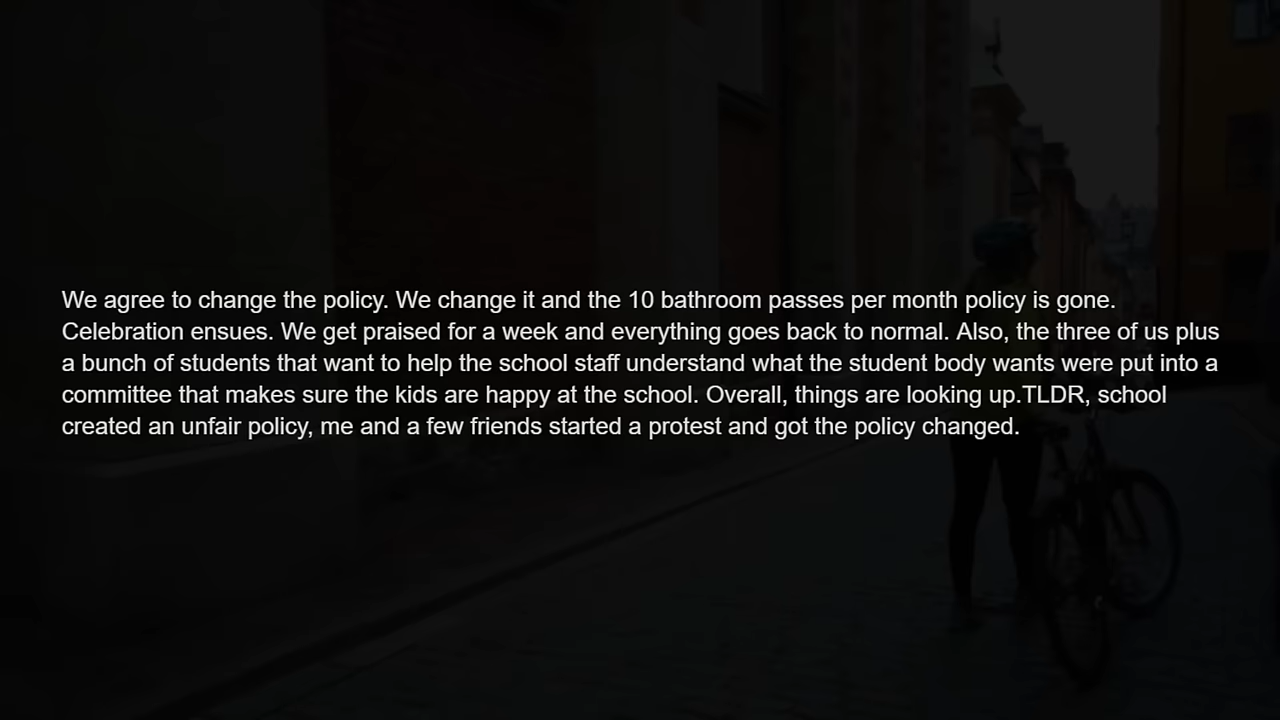 We agree to change the policy. We change it and the 10 bathroom passes per month policy is gone.
Celebration ensues. We get praised for a week and everything goes back to normal. Also, the three of us plus
a bunch of students that want to help the school staff understand what the student body wants were put into a
committee that makes sure the kids are happy at the school. Overall, things are looking up.TLDR, school
created an unfair policy, me and a few friends started a protest and got the policy changed.